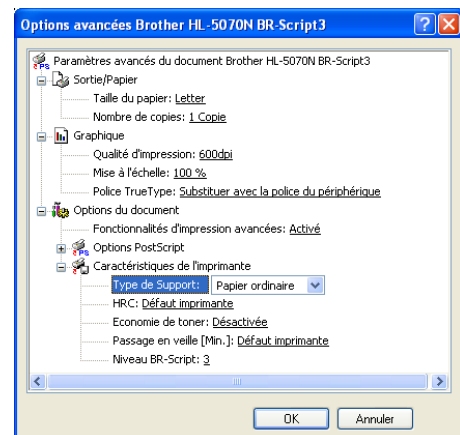 Options avancées Brother HL-5070N BR-Script3
Paramètres avancés du document Brother HL-5070N BR-Script3
Sortie/Papier
Taille du papier: Letter
Nombre de copies: 1 Copie
Graphique
Qualité d'impression: 600dpi
Mise à l'échelle: 100 %
Police TrueType: Substituer avec la police du périphérique
Options du document
Fonctionnalités d'impression avancées: Activé
Options PostScript
Caractéristiques de l'imprimante
Type de Support: Papier ordinaire
HRC: Défaut imprimante
Economie de toner: Désactivée
Passage en veille [Min.]: Défaut imprimante
Niveau BR-Script: 3
OK Annuler